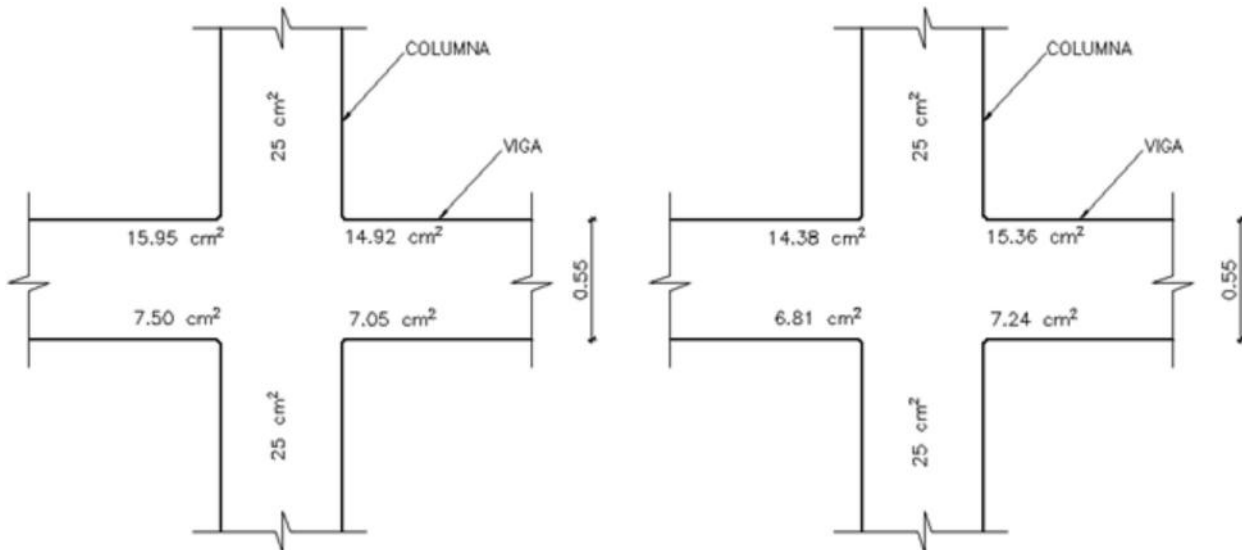 COLUMNA
25 cm²
VIGA
15.95 cm²
14.92 cm²
0.55
7.50 cm²
7.05 cm²
25 cm²
COLUMNA
25 cm²
VIGA
14.38 cm²
15.36 cm²
0.55
6.81 cm²
7.24 cm²
25 cm²